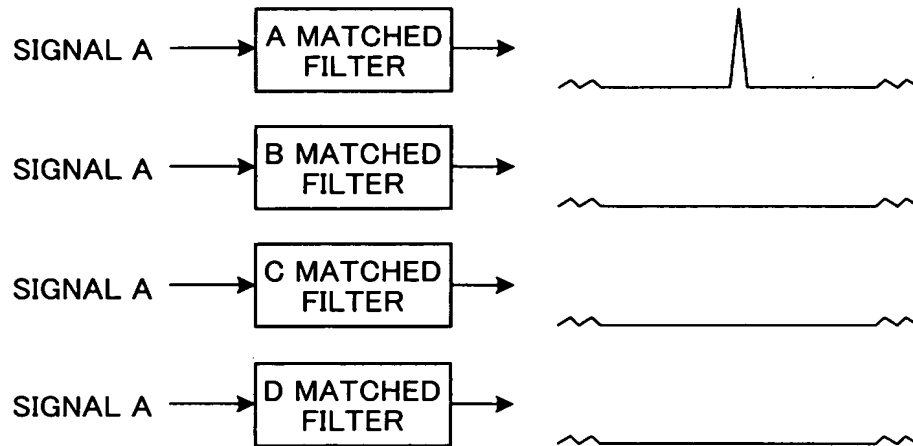 SIGNAL A
A MATCHED
FILTER
SIGNAL A
B MATCHED
FILTER
SIGNAL A
C MATCHED
FILTER
SIGNAL A
D MATCHED
FILTER